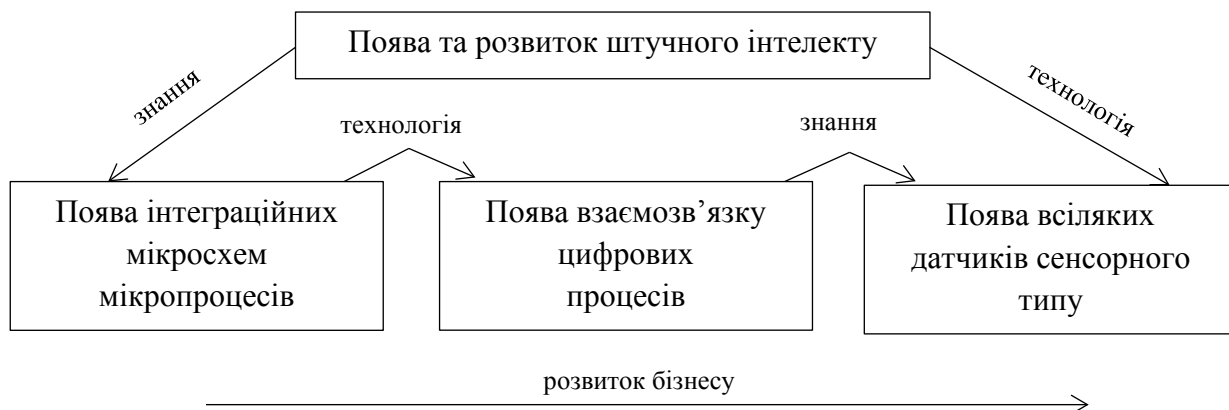 Поява та розвиток штучного інтелекту
знання
технологія
технологія
знання
Поява інтеграційних
мікросхем
мікропроцесів
Поява взаємозв’язку
цифрових
процесів
Поява всіляких
датчиків сенсорного
типу
розвиток бізнесу